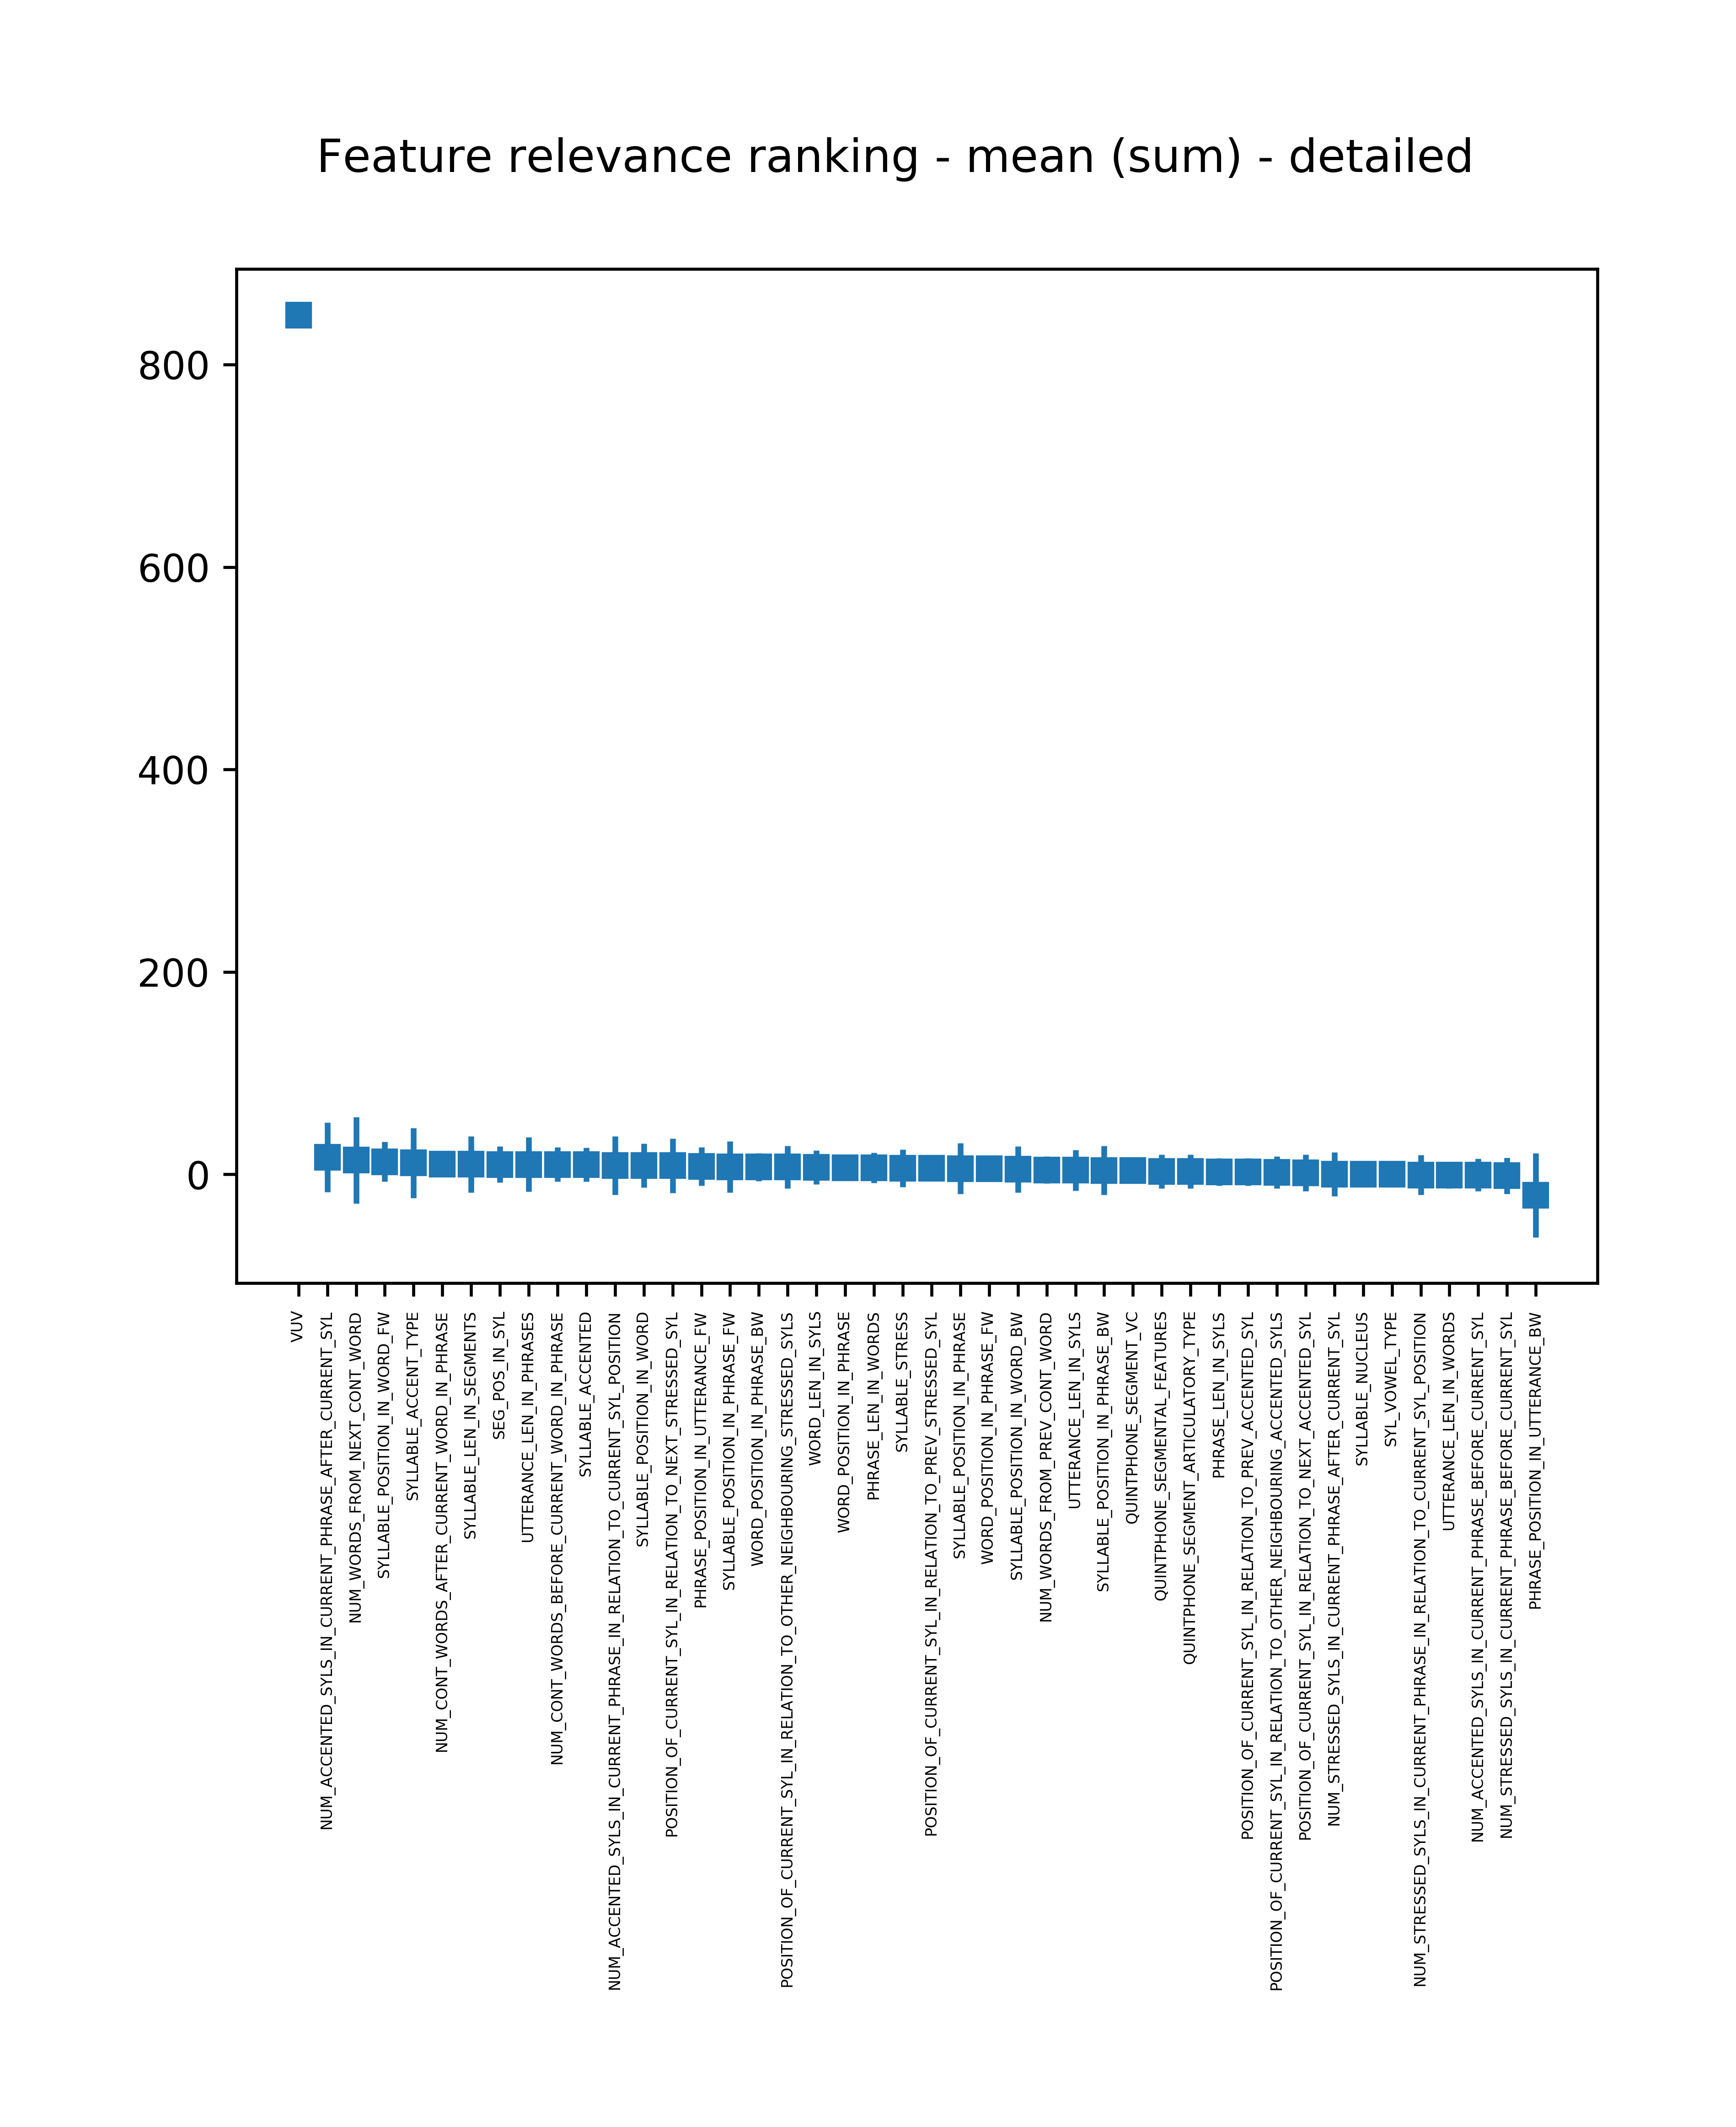 Feature relevance ranking - mean (sum) - detailed
800
600
400
200
0
VUV
NUM_ACCENTED_SYLS_IN_CURRENT_PHRASE_AFTER_CURRENT_SYL
NUM_WORDS_FROM_NEXT_CONT_WORD
SYLLABLE_POSITION_IN_WORD_FW
SYLLABLE_ACCENT_TYPE
NUM_CONT_WORDS_AFTER_CURRENT_WORD_IN_PHRASE
SYLLABLE_LEN_IN_SEGMENTS
SEG_POS_IN_SYL
UTTERANCE_LEN_IN_PHRASES
NUM_CONT_WORDS_BEFORE_CURRENT_WORD_IN_PHRASE
SYLLABLE_ACCENTED
NUM_ACCENTED_SYLS_IN_CURRENT_PHRASE_IN_RELATION_TO_CURRENT_SYL_POSITION
SYLLABLE_POSITION_IN_WORD
POSITION_OF_CURRENT_SYL_IN_RELATION_TO_NEXT_STRESSED_SYL
PHRASE_POSITION_IN_UTTERANCE_FW
SYLLABLE_POSITION_IN_PHRASE_FW
WORD_POSITION_IN_PHRASE_BW
POSITION_OF_CURRENT_SYL_IN_RELATION_TO_OTHER_NEIGHBOURING_STRESSED_SYLS
WORD_LEN_IN_SYLS
WORD_POSITION_IN_PHRASE
PHRASE_LEN_IN_WORDS
SYLLABLE_STRESS
POSITION_OF_CURRENT_SYL_IN_RELATION_TO_PREV_STRESSED_SYL
SYLLABLE_POSITION_IN_PHRASE
WORD_POSITION_IN_PHRASE_FW
SYLLABLE_POSITION_IN_WORD_BW
NUM_WORDS_FROM_PREV_CONT_WORD
UTTERANCE_LEN_IN_SYLS
SYLLABLE_POSITION_IN_PHRASE_BW
QUINTPHONE_SEGMENT_VC
QUINTPHONE_SEGMENTAL_FEATURES
QUINTPHONE_SEGMENT_ARTICULATORY_TYPE
PHRASE_LEN_IN_SYLS
POSITION_OF_CURRENT_SYL_IN_RELATION_TO_PREV_ACCENTED_SYL
POSITION_OF_CURRENT_SYL_IN_RELATION_TO_OTHER_NEIGHBOURING_ACCENTED_SYLS
POSITION_OF_CURRENT_SYL_IN_RELATION_TO_NEXT_ACCENTED_SYL
NUM_STRESSED_SYLS_IN_CURRENT_PHRASE_AFTER_CURRENT_SYL
SYLLABLE_NUCLEUS
SYL_VOWEL_TYPE
NUM_STRESSED_SYLS_IN_CURRENT_PHRASE_IN_RELATION_TO_CURRENT_SYL_POSITION
UTTERANCE_LEN_IN_WORDS
NUM_ACCENTED_SYLS_IN_CURRENT_PHRASE_BEFORE_CURRENT_SYL
NUM_STRESSED_SYLS_IN_CURRENT_PHRASE_BEFORE_CURRENT_SYL
PHRASE_POSITION_IN_UTTERANCE_BW